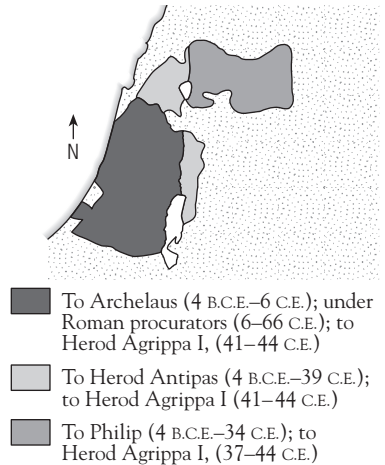 N
To Archelaus (4 B.C.E.–6 C.E.); under
Roman procurators (6–66 C.E.); to
Herod Agrippa I, (41–44 C.E.)
To Herod Antipas (4 B.C.E.–39 C.E.);
to Herod Agrippa I (41–44 C.E.)
To Philip (4 B.C.E.–34 C.E.); to
Herod Agrippa I, (37–44 C.E.)